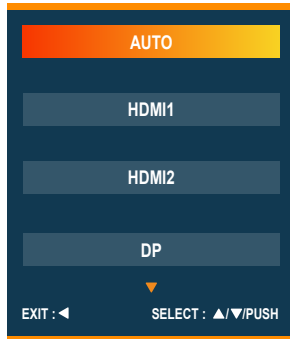 AUTO
HDMI1
HDMI2
DP
▼
EXIT : ◀ SELECT : ▲/▼/PUSH